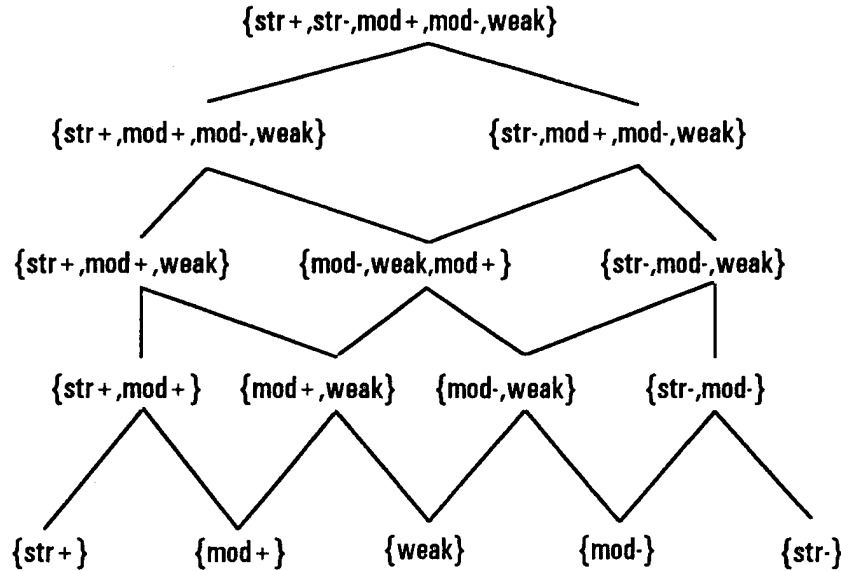 {str+,str-,mod+,mod-,weak}
{str+,mod+,mod-,weak} {str-,mod+,mod-,weak}
{str+,mod+,weak} {mod-,weak,mod+} {str-,mod-,weak}
{str+,mod+} {mod+,weak} {mod-,weak} {str-,mod-}
{str+} {mod+} {weak} {mod-} {str-}